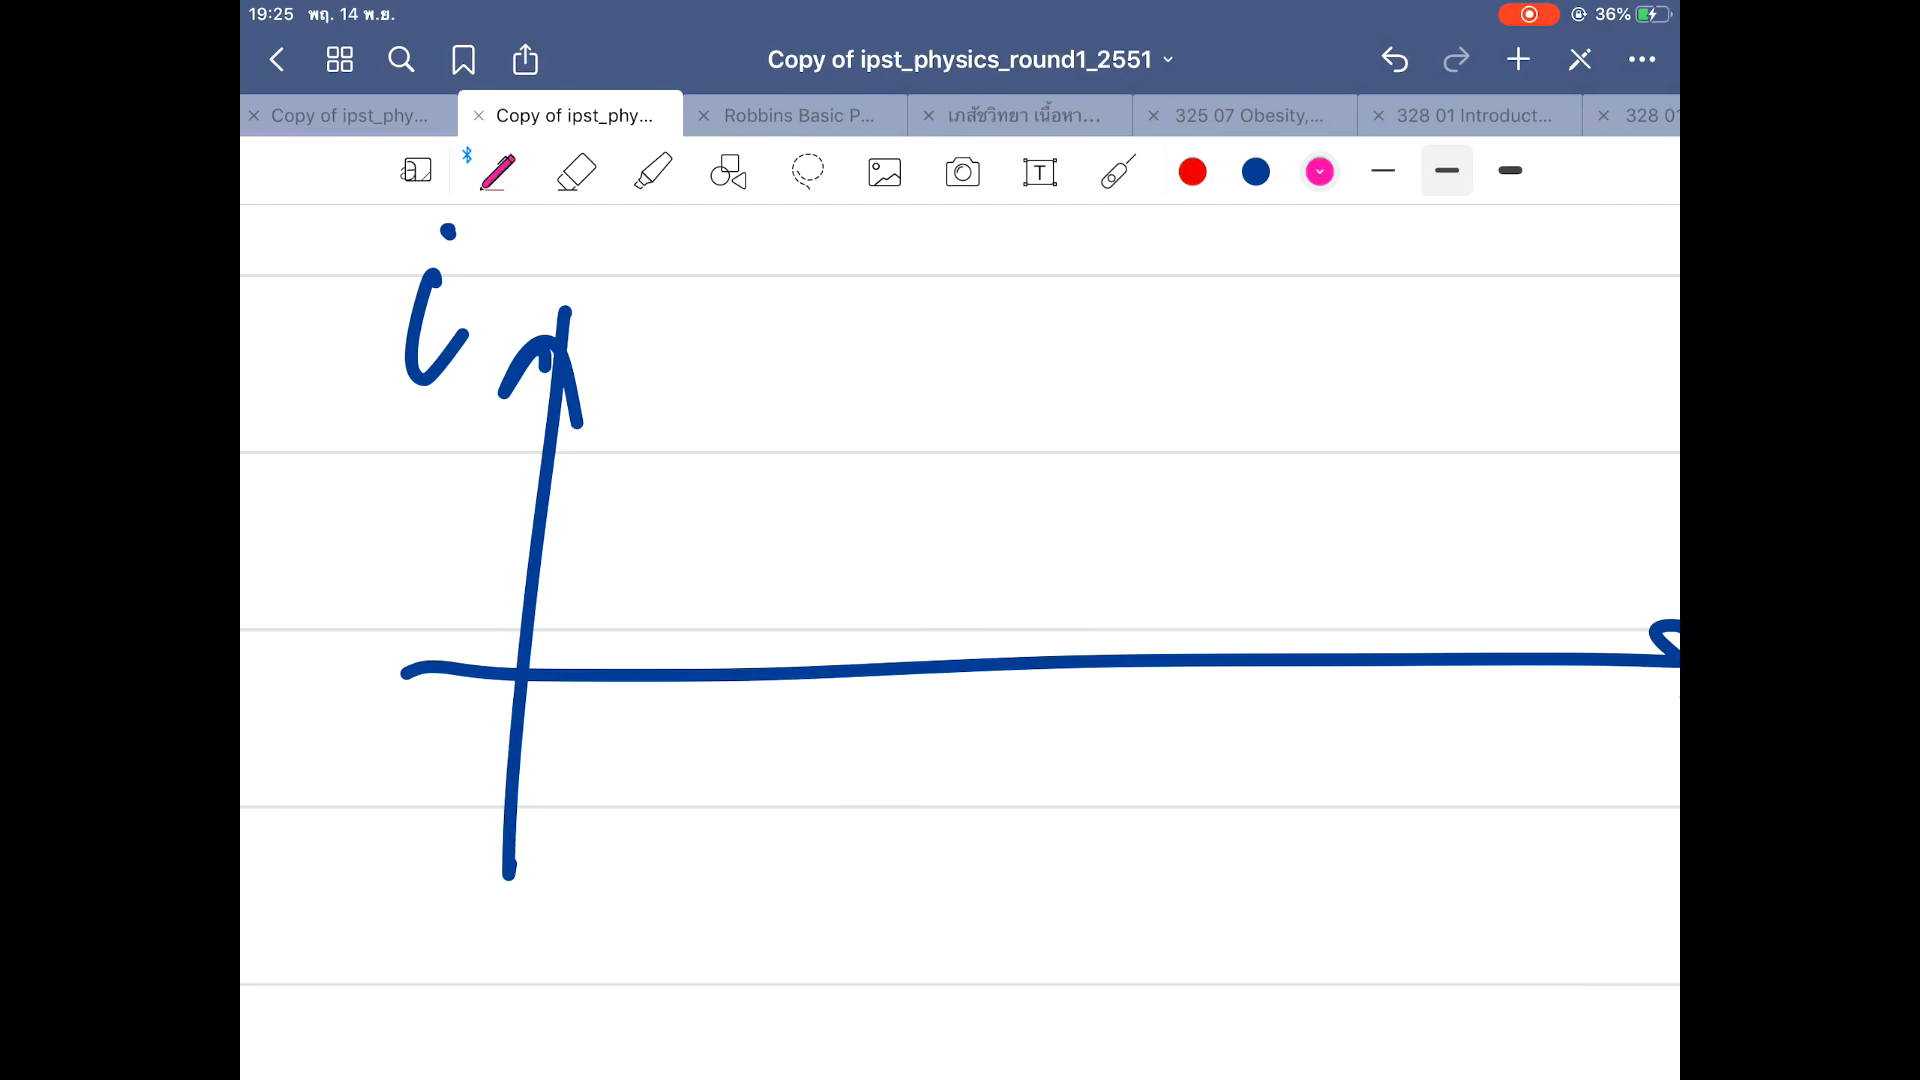 19:25 พฤ. 14 พ.ย. 36%
Copy of ipst_physics_round1_2551
Copy of ipst_phy... Copy of ipst_phy... Robbins Basic P... เภสัชวิทยา เนื้อหา... 325 07 Obesity,... 328 01 Introduct... 328 01
T
i